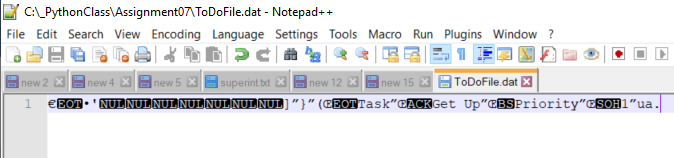 C:\_PythonClass\Assignment07\ToDoFile.dat - Notepad++
File Edit Search View Encoding Language Settings Tools Macro Run Plugins Window ?
new 2 new 4 new 5 superint.txt new 12 new 15 ToDoFile.dat
1 €EOT•'NULNULNULNULNULNULNUL]”}”(ŒEOTTask”ŒACKGet Up”ŒBSPriority”ŒSOH1”ua.